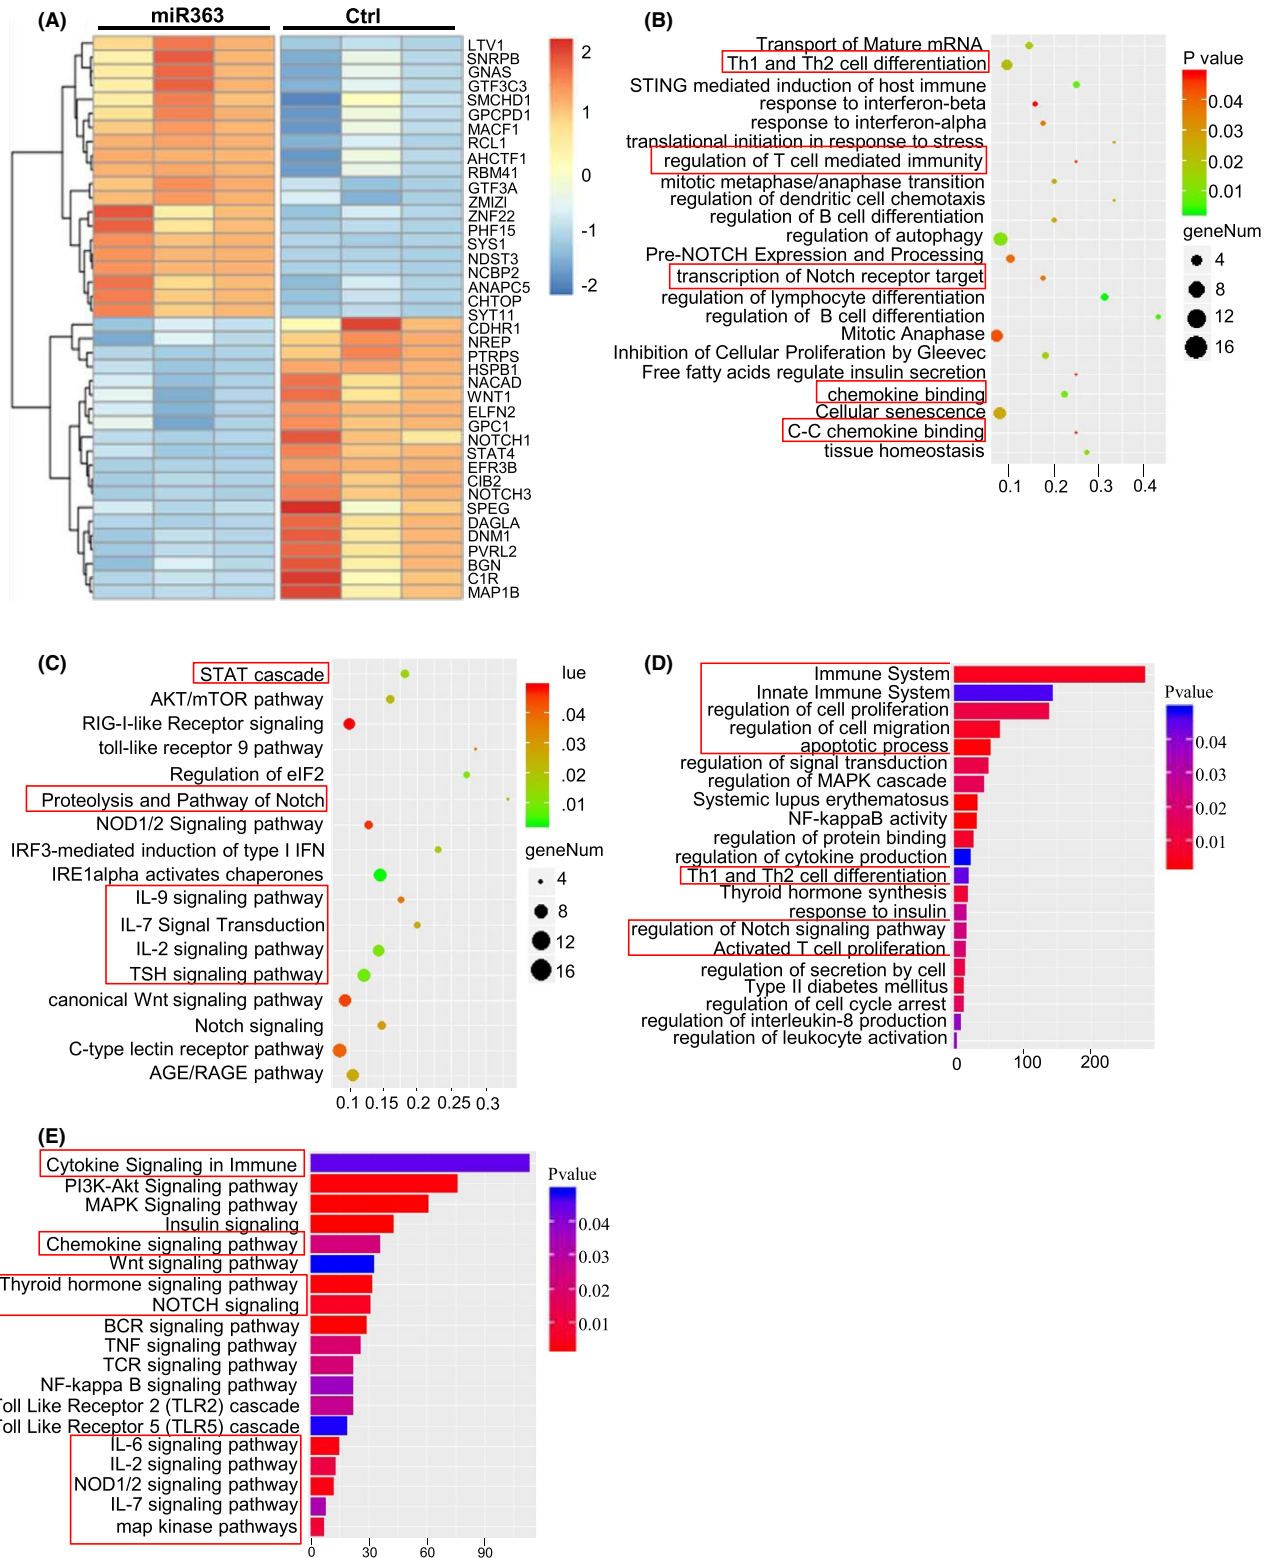 (A)
miR363
Ctrl
LTV1
SNRPB
GNAS
GTF3C3
SMCHD1
GPCPD1
MACF1
RCL1
AHCTF1
RBM41
GTF3A
ZMIZI
ZNF22
PHF15
SYS1
NDST3
NCBP2
ANAPC5
CHTOP
SYT11
CDHR1
NREP
PTRPS
HSPB1
NACAD
WNT1
ELFN2
GPC1
NOTCH1
STAT4
EFR3B
CIB2
NOTCH3
SPEG
DAGLA
DNM1
PVRL2
BGN
C1R
MAP1B
2
1
0
-1
-2
(B)
Transport of Mature mRNA
Th1 and Th2 cell differentiation
STING mediated induction of host immune
response to interferon-beta
response to interferon-alpha
translational initiation in response to stress
regulation of T cell mediated immunity
mitotic metaphase/anaphase transition
regulation of dendritic cell chemotaxis
regulation of B cell differentiation
regulation of autophagy
Pre-NOTCH Expression and Processing
transcription of Notch receptor target
regulation of lymphocyte differentiation
regulation of B cell differentiation
Mitotic Anaphase
Inhibition of Cellular Proliferation by Gleevec
Free fatty acids regulate insulin secretion
chemokine binding
Cellular senescence
C-C chemokine binding
tissue homeostasis
0.1 0.2 0.3 0.4
P value
0.04
0.03
0.02
0.01
geneNum
4
8
12
16
(C)
STAT cascade
AKT/mTOR pathway
RIG-I-like Receptor signaling
toll-like receptor 9 pathway
Regulation of eIF2
Proteolysis and Pathway of Notch
NOD1/2 Signaling pathway
IRF3-mediated induction of type I IFN
IRE1alpha activates chaperones
IL-9 signaling pathway
IL-7 Signal Transduction
IL-2 signaling pathway
TSH signaling pathway
canonical Wnt signaling pathway
Notch signaling
C-type lectin receptor pathway
AGE/RAGE pathway
0.1 0.15 0.2 0.25 0.3
lue
.04
.03
.02
.01
geneNum
4
8
12
16
(D)
Immune System
Innate Immune System
regulation of cell proliferation
regulation of cell migration
apoptotic process
regulation of signal transduction
regulation of MAPK cascade
Systemic lupus erythematosus
NF-kappaB activity
regulation of protein binding
regulation of cytokine production
Th1 and Th2 cell differentiation
Thyroid hormone synthesis
response to insulin
regulation of Notch signaling pathway
Activated T cell proliferation
regulation of secretion by cell
Type II diabetes mellitus
regulation of cell cycle arrest
regulation of interleukin-8 production
regulation of leukocyte activation
0 100 200
Pvalue
0.04
0.03
0.02
0.01
(E)
Cytokine Signaling in Immune
PI3K-Akt Signaling pathway
MAPK Signaling pathway
Insulin signaling
Chemokine signaling pathway
Wnt signaling pathway
Thyroid hormone signaling pathway
NOTCH signaling
BCR signaling pathway
TNF signaling pathway
TCR signaling pathway
NF-kappa B signaling pathway
Toll Like Receptor 2 (TLR2) cascade
Toll Like Receptor 5 (TLR5) cascade
IL-6 signaling pathway
IL-2 signaling pathway
NOD1/2 signaling pathway
IL-7 signaling pathway
map kinase pathways
0 30 60 90
Pvalue
0.04
0.03
0.02
0.01